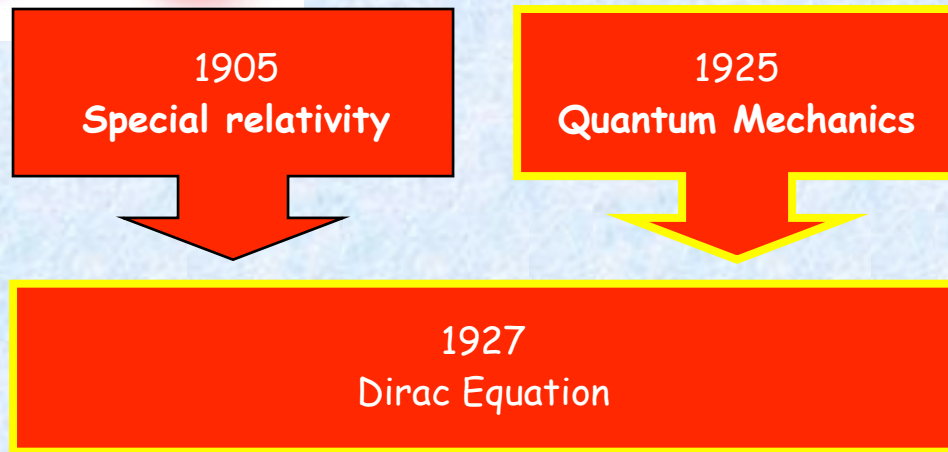 1905
Special relativity
1925
Quantum Mechanics
1927
Dirac Equation